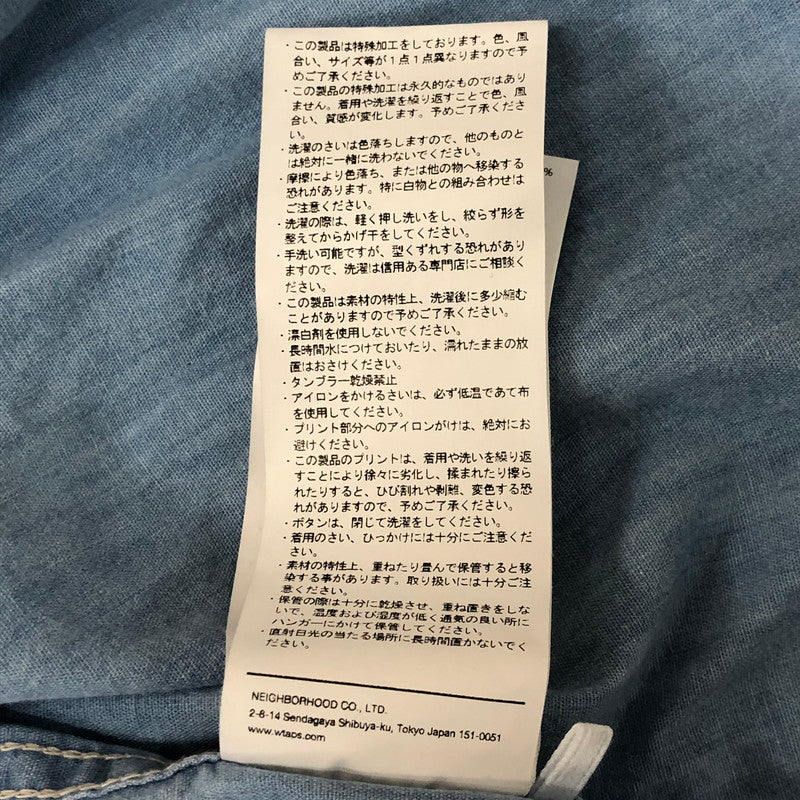 ・この製品は特殊加工をしております。色、風
合い、サイズ等が1点1点異なりますので予
めご了承ください。
・この製品の特殊加工は永久的なものではあり
ません。着用や洗濯を繰り返すことで色、風
合い、質感が変化します。予めご了承くださ
い。
・洗濯のさいは色落ちしますので、他のものと
は絶対に一緒に洗わないでください。
・摩擦により色落ち、または他の物へ移染する
恐れがあります。特に白物との組み合わせは
ご注意ください。
・洗濯の際は、軽く押し洗いをし、絞らず形を
整えてからかげ干をしてください。
・手洗い可能ですが、型くずれする恐れがあり
ますので、洗濯は信用ある専門店にご相談く
ださい。
・この製品は素材の特性上、洗濯後に多少縮む
ことがありますので予めご了承ください。
・漂白剤を使用しないでください。
・長時間水につけておいたり、濡れたままの放
置はおさけください。
・タンブラー乾燥禁止
・アイロンをかけるさいは、必ず低温であて布
を使用してください。
・プリント部分へのアイロンがけは、絶対にお
避けください。
・この製品のプリントは、着用や洗いを繰り返
すことにより徐々に劣化し、揉まれたり擦ら
れたりすると、ひび割れや剥離、変色する恐
れがありますので、予めご了承ください。
・ボタンは、閉じて洗濯をしてください。
・着用のさい、ひっかけには十分にご注意くだ
さい。
・素材の特性上、重ねたり畳んで保管すると移
染する事があります。取り扱いには十分ご注
意ください。
・保管の際は十分に乾燥させ、重ね置きをしな
いで、温度および湿度が低く通気の良い所に
ハンガーにかけて保管してください。
・直射日光の当たる場所に長時間置かないでく
ださい。
NEIGHBORHOOD CO., LTD.
2-8-14 Sendagaya Shibuya-ku, Tokyo Japan 151-0051
www.wtaps.com
%